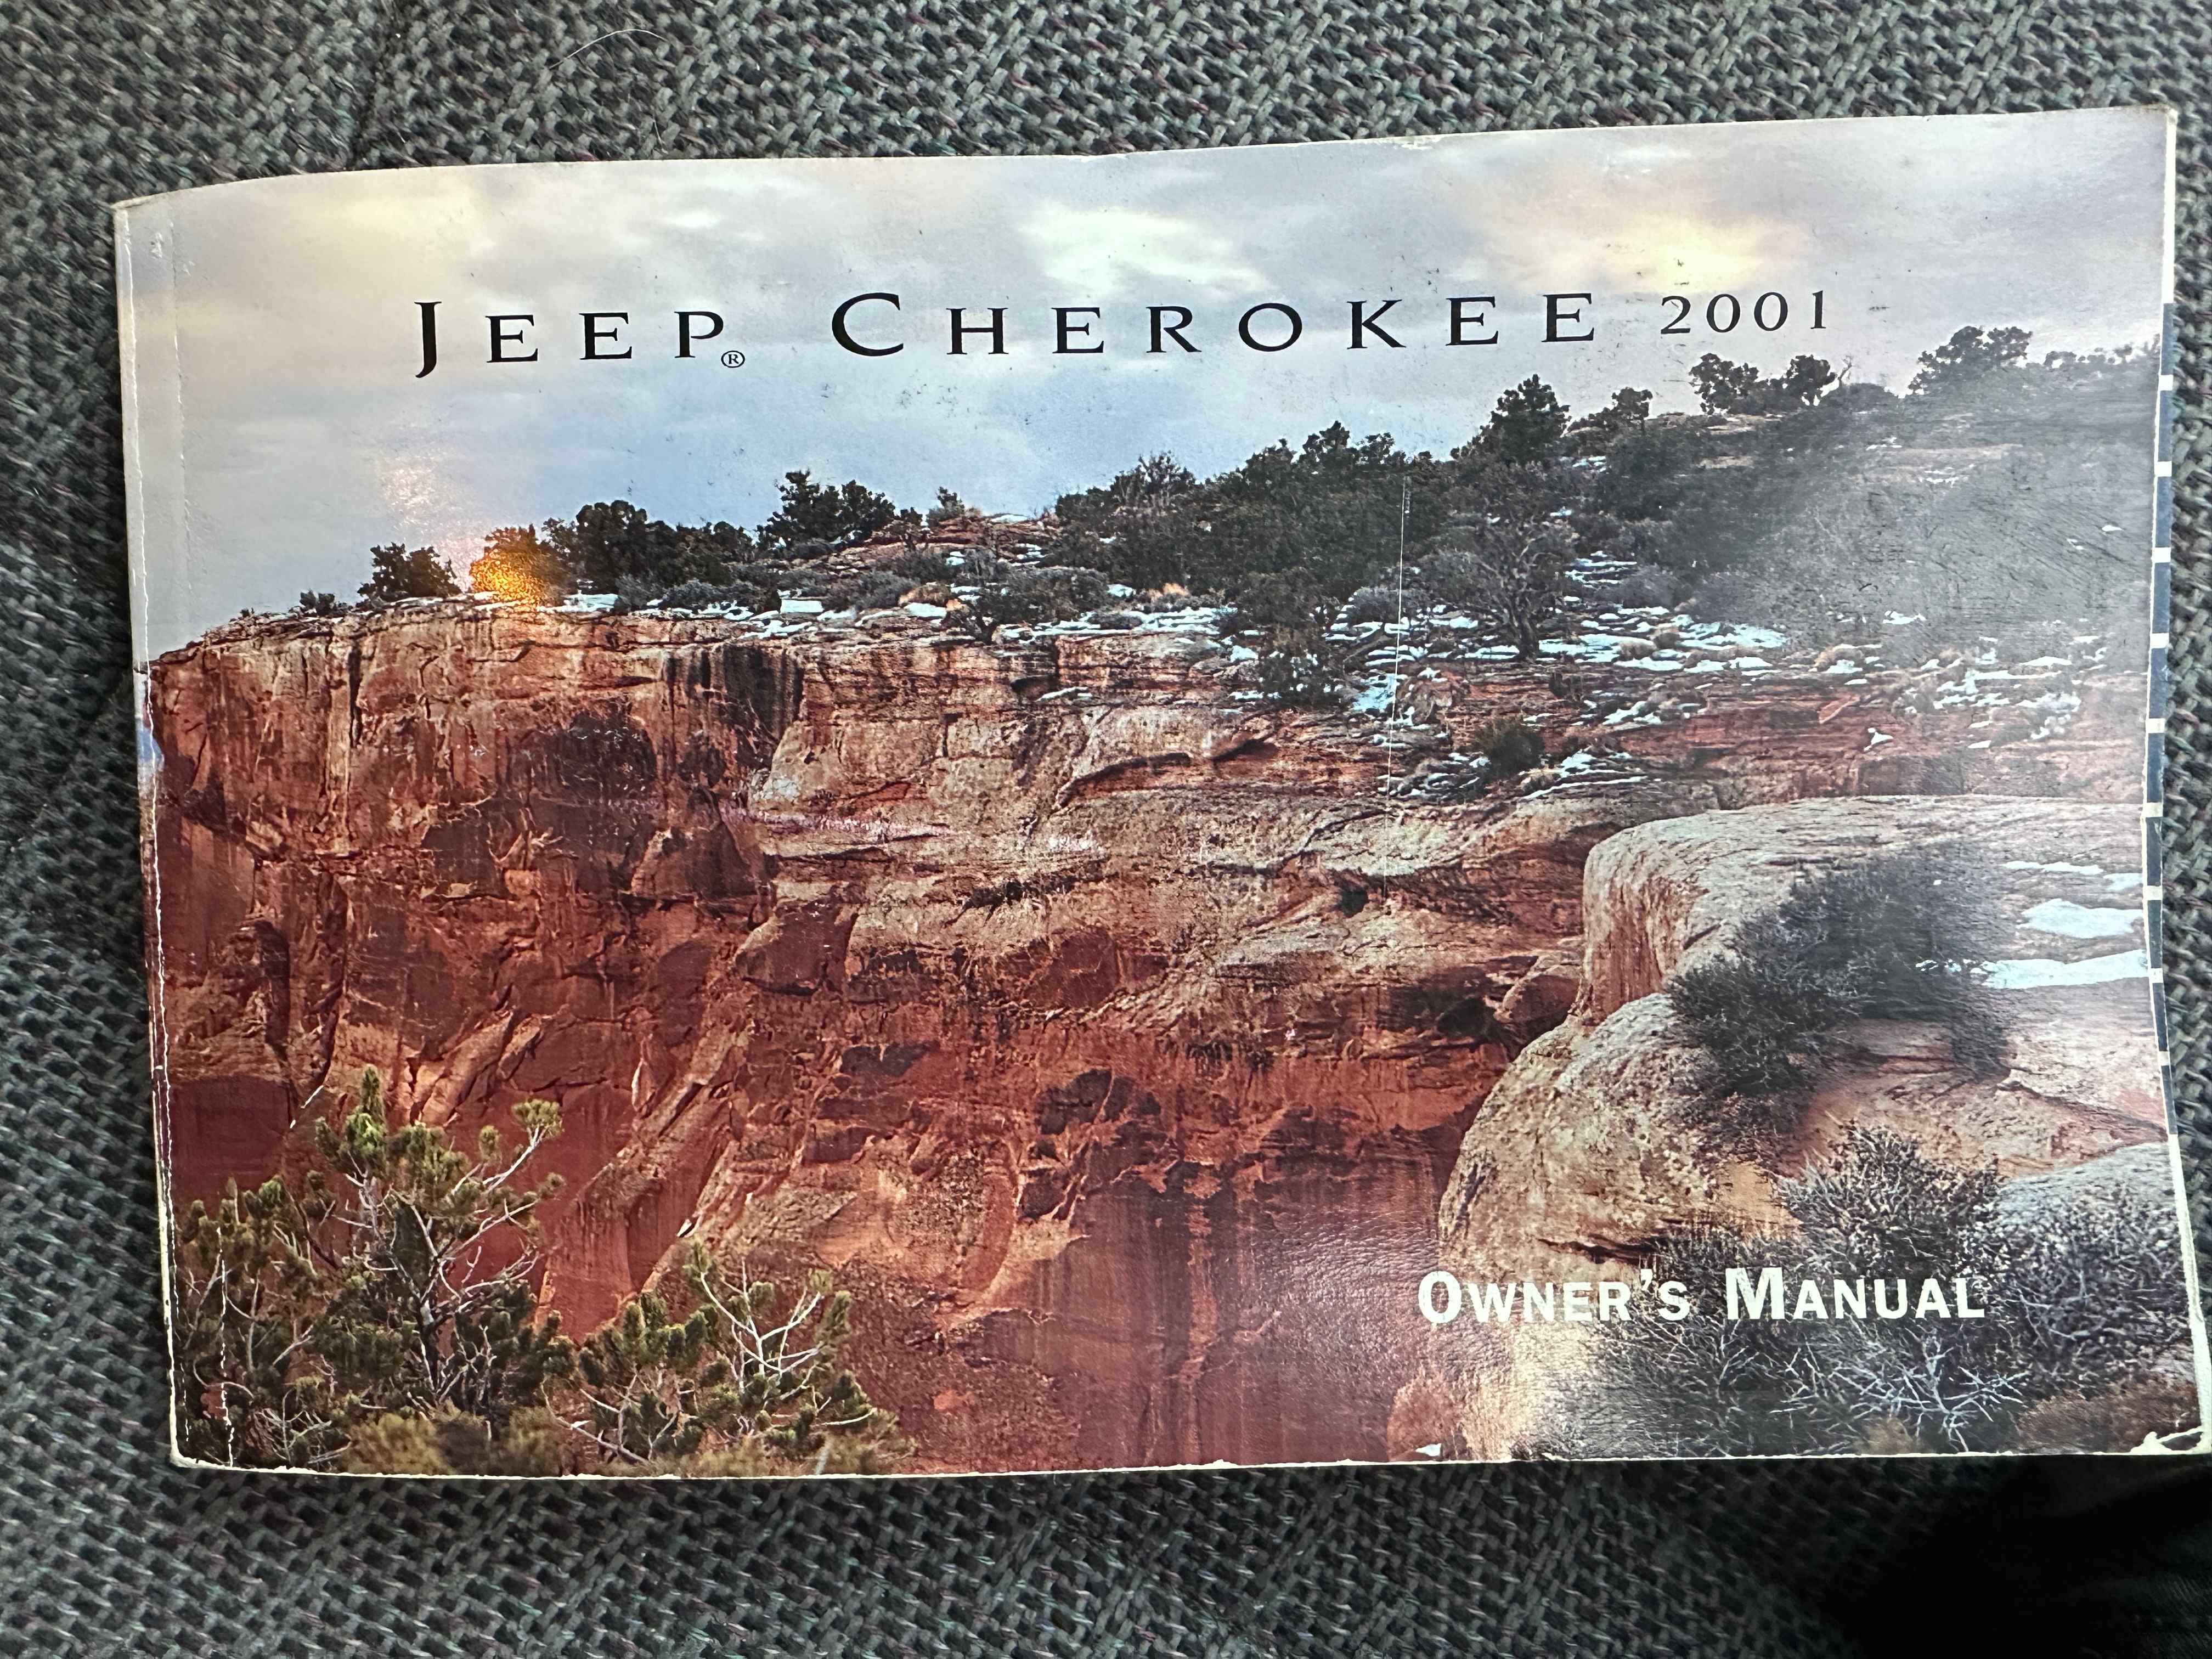 JEEP® CHEROKEE 2001
OWNER'S MANUAL